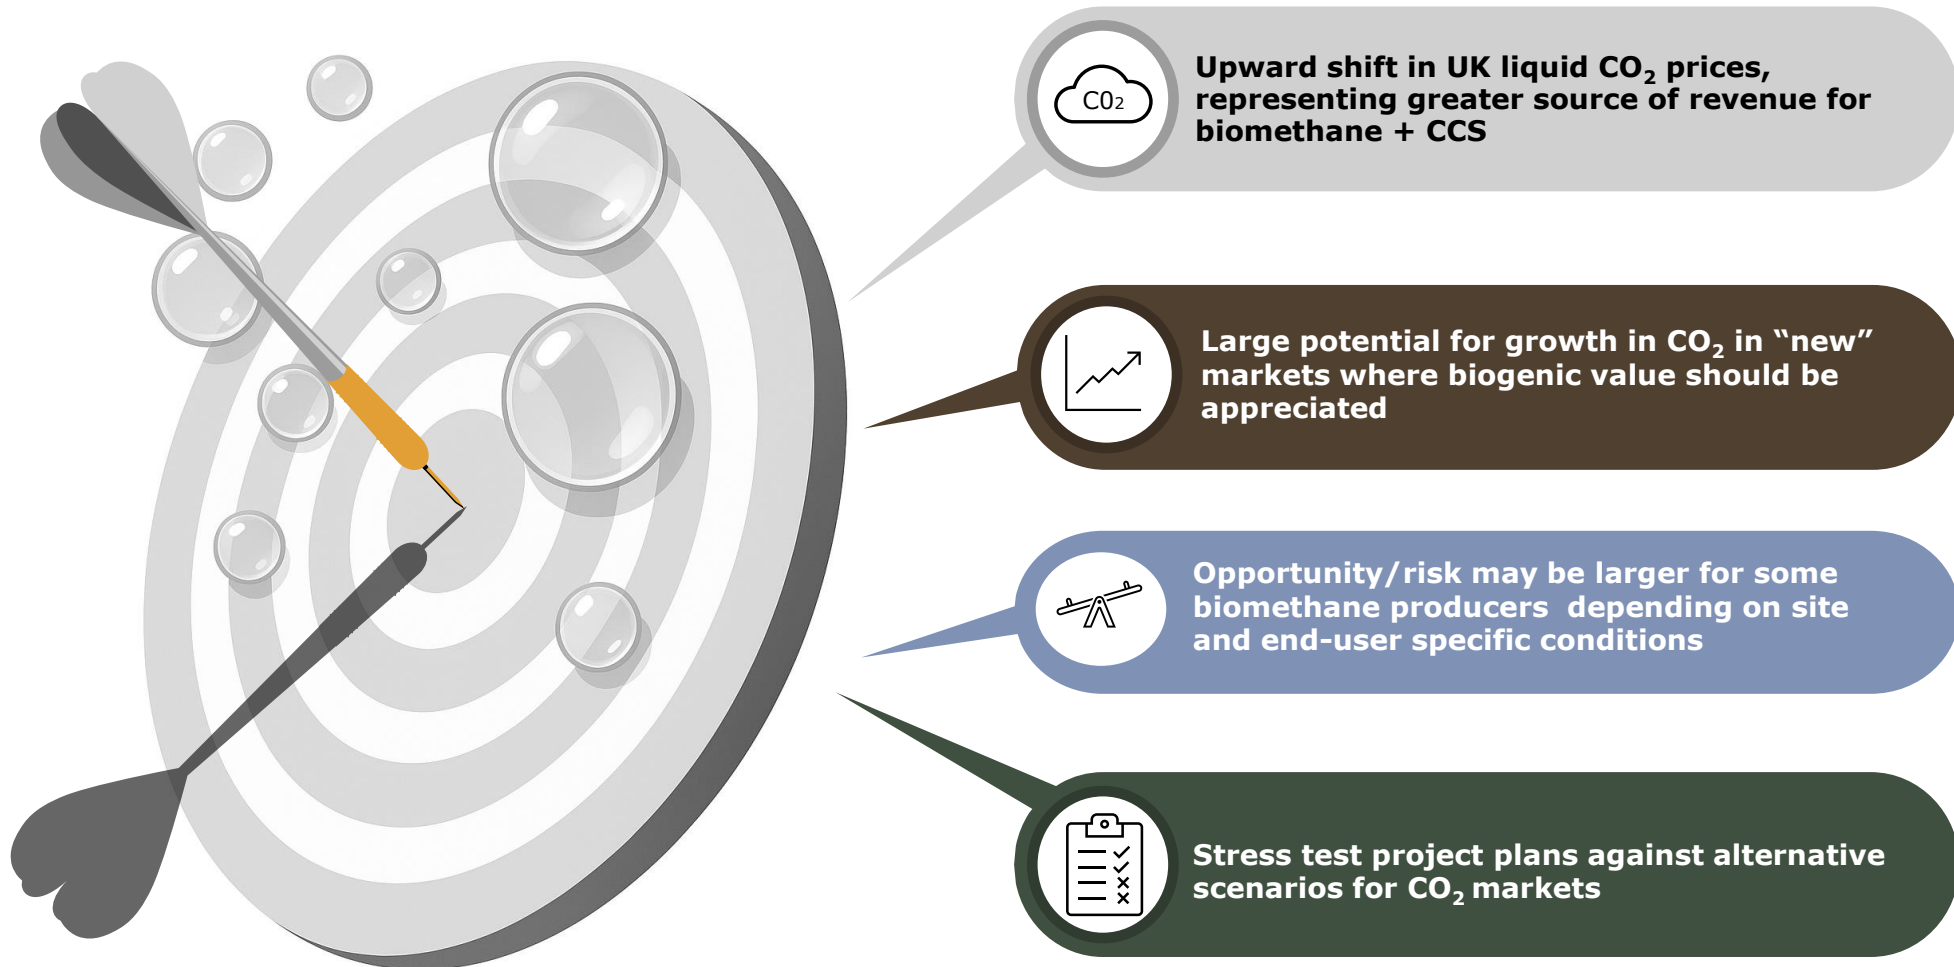 C0₂
Upward shift in UK liquid CO₂ prices,
representing greater source of revenue for
biomethane + CCS
Large potential for growth in CO₂ in “new”
markets where biogenic value should be
appreciated
Opportunity/risk may be larger for some
biomethane producers  depending on site
and end-user specific conditions
Stress test project plans against alternative
scenarios for CO₂ markets